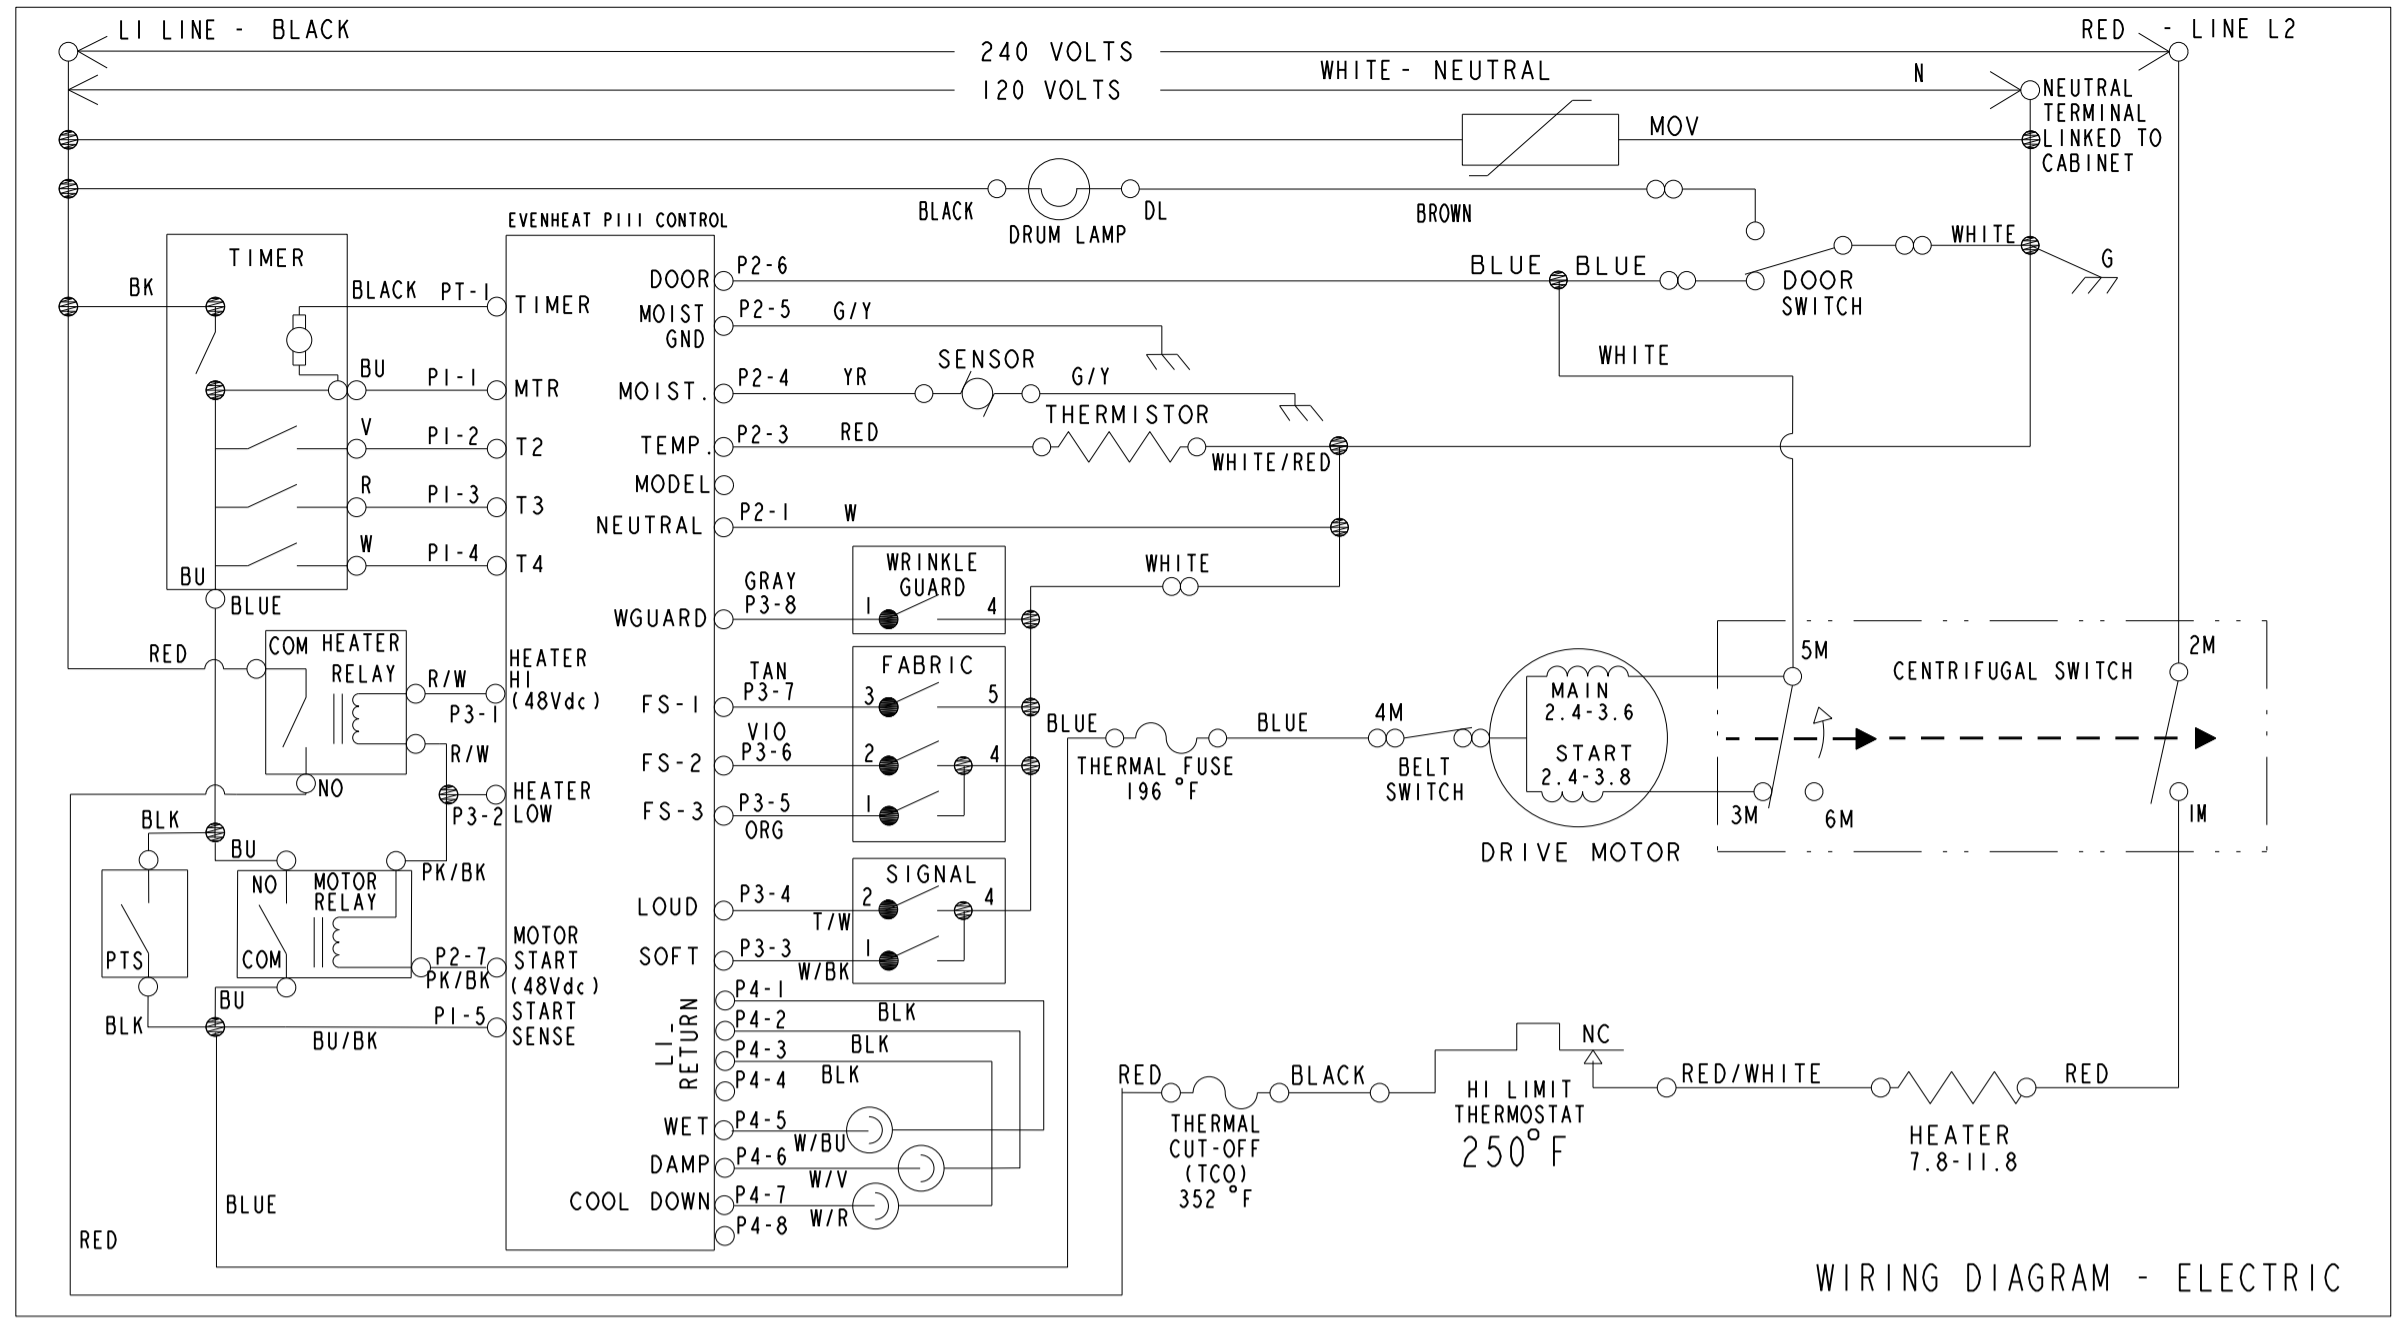 LI LINE - BLACK
RED - LINE L2
240 VOLTS
WHITE - NEUTRAL
N
120 VOLTS
NEUTRAL
TERMINAL
LINKED TO
CABINET
MOV
BLACK
DL
DRUM LAMP
BROWN
WHITE
G
EVENHEAT PIII CONTROL
TIMER
BK
BLACK
PT-1
TIMER
DOOR
P2-6
BLUE
BLUE
DOOR
SWITCH
MOIST
GND
P2-5
G/Y
WHITE
BU
P1-1
MTR
MOIST.
P2-4
YR
SENSOR
G/Y
V
P1-2
T2
TEMP.
P2-3
RED
THERMISTOR
WHITE/RED
R
P1-3
T3
MODEL
NEUTRAL
P2-1
W
W
P1-4
T4
BU
BLUE
WHITE
WGUARD
GRAY
P3-8
WRINKLE
GUARD
1
4
RED
COM
HEATER
RELAY
R/W
P3-1
HEATER
HI
(48Vdc)
R/W
NO
FS-1
TAN
P3-7
FABRIC
3
5
FS-2
VIO
P3-6
2
4
FS-3
P3-5
ORG
1
P3-2
HEATER
LOW
BLUE
THERMAL FUSE
196 °F
BLUE
4M
BELT
SWITCH
MAIN
2.4-3.6
START
2.4-3.8
DRIVE MOTOR
5M
CENTRIFUGAL SWITCH
2M
3M
6M
1M
BLK
BU
PK/BK
NO
MOTOR
RELAY
COM
PTS
LOUD
P3-4
T/W
SIGNAL
2
4
SOFT
P3-3
W/BK
1
P2-7
PK/BK
MOTOR
START
(48Vdc)
BU
BLK
BU/BK
P1-5
START
SENSE
LI-
RETURN
P4-1
BLK
P4-2
BLK
P4-3
BLK
P4-4
WET
P4-5
W/BU
DAMP
P4-6
W/V
COOL DOWN
P4-7
W/R
P4-8
RED
THERMAL
CUT-OFF
(TCO)
352 °F
BLACK
NC
HI LIMIT
THERMOSTAT
250°F
RED/WHITE
HEATER
7.8-11.8
RED
BLUE
RED
WIRING DIAGRAM - ELECTRIC